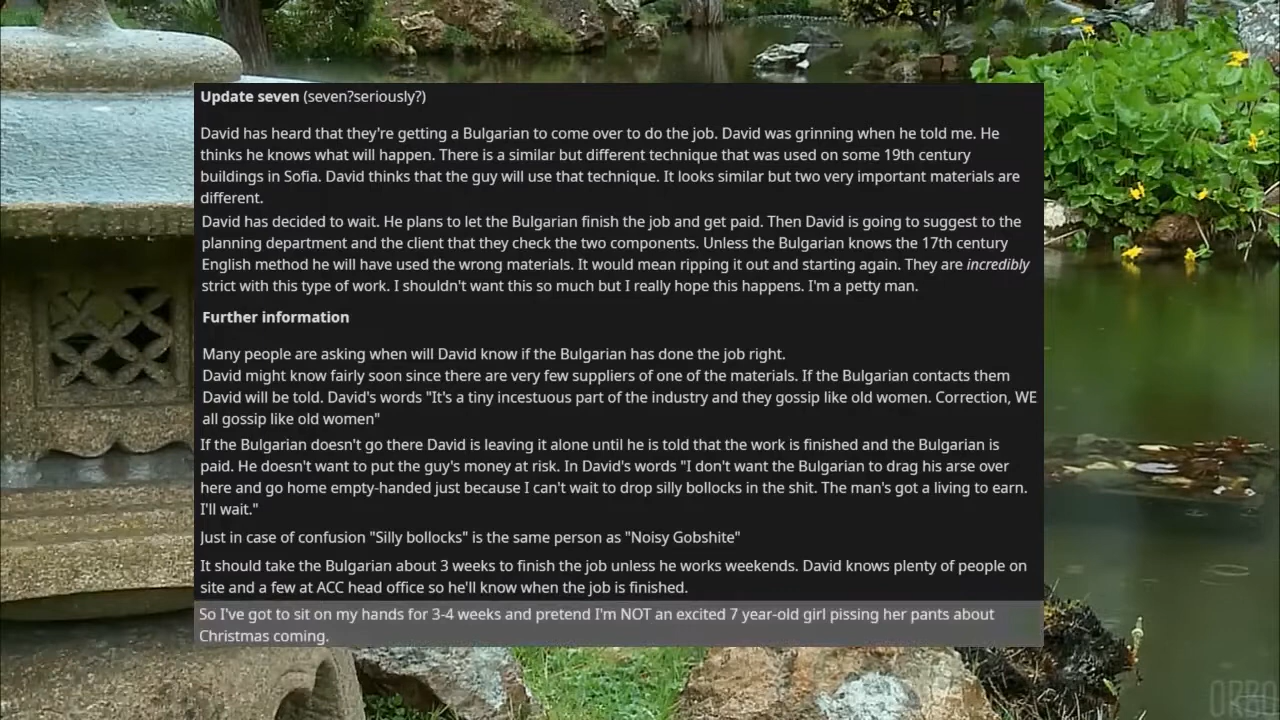 Update seven (seven?seriously?)
David has heard that they're getting a Bulgarian to come over to do the job. David was grinning when he told me. He
thinks he knows what will happen. There is a similar but different technique that was used on some 19th century
buildings in Sofia. David thinks that the guy will use that technique. It looks similar but two very important materials are
different.
David has decided to wait. He plans to let the Bulgarian finish the job and get paid. Then David is going to suggest to the
planning department and the client that they check the two components. Unless the Bulgarian knows the 17th century
English method he will have used the wrong materials. It would mean ripping it out and starting again. They are incredibly
strict with this type of work. I shouldn't want this so much but I really hope this happens. I'm a petty man.
Further information
Many people are asking when will David know if the Bulgarian has done the job right.
David might know fairly soon since there are very few suppliers of one of the materials. If the Bulgarian contacts them
David will be told. David's words "It's a tiny incestuous part of the industry and they gossip like old women. Correction, WE
all gossip like old women"
If the Bulgarian doesn't go there David is leaving it alone until he is told that the work is finished and the Bulgarian is
paid. He doesn't want to put the guy's money at risk. In David's words "I don't want the Bulgarian to drag his arse over
here and go home empty-handed just because I can't wait to drop silly bollocks in the shit. The man's got a living to earn.
I'll wait."
Just in case of confusion "Silly bollocks" is the same person as "Noisy Gobshite"
It should take the Bulgarian about 3 weeks to finish the job unless he works weekends. David knows plenty of people on
site and a few at ACC head office so he'll know when the job is finished.
So I've got to sit on my hands for 3-4 weeks and pretend I'm NOT an excited 7 year-old girl pissing her pants about
Christmas coming.
ORBO